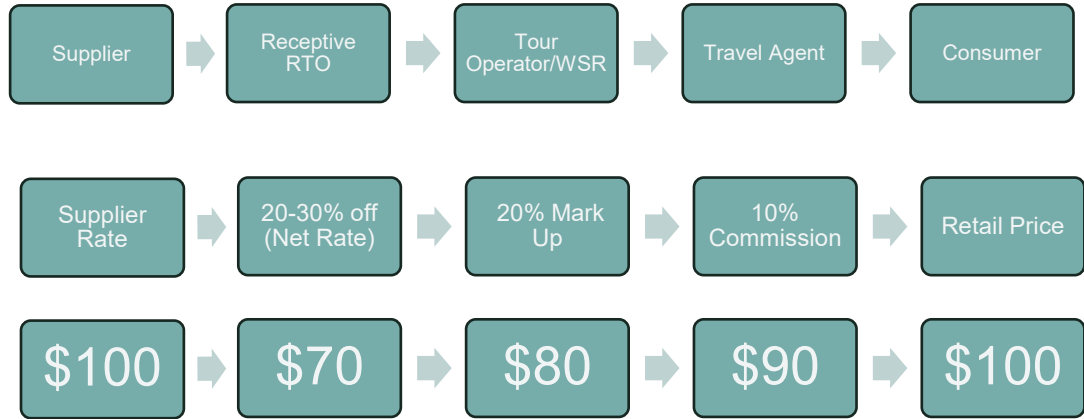 Supplier
Receptive
RTO
Tour
Operator/WSR
Travel Agent
Consumer
Supplier
Rate
20-30% off
(Net Rate)
20% Mark
Up
10%
Commission
Retail Price
$100
$70
$80
$90
$100